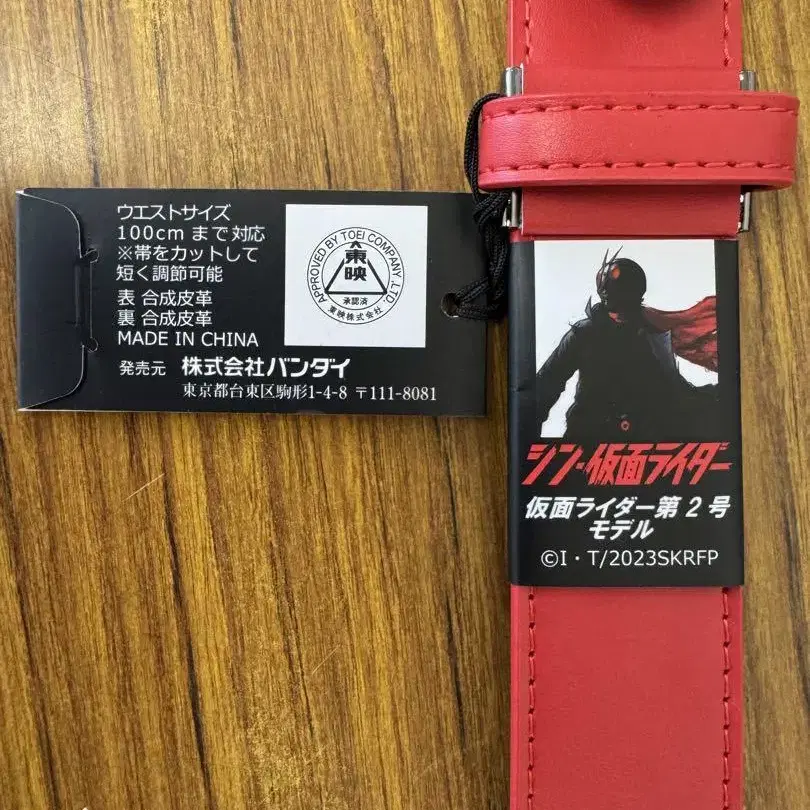 ウエストサイズ
100cm まで対応
※帯をカットして
短く調節可能
表 合成皮革
裏 合成皮革
MADE IN CHINA
発売元 株式会社バンダイ
東京都台東区駒形1-4-8 〒111-8081
APPROVED BY TOEI COMPANY, LTD.
東映
承認済
東映株式会社
シン・仮面ライダー
仮面ライダー第2号
モデル
©I・T/2023SKRFP